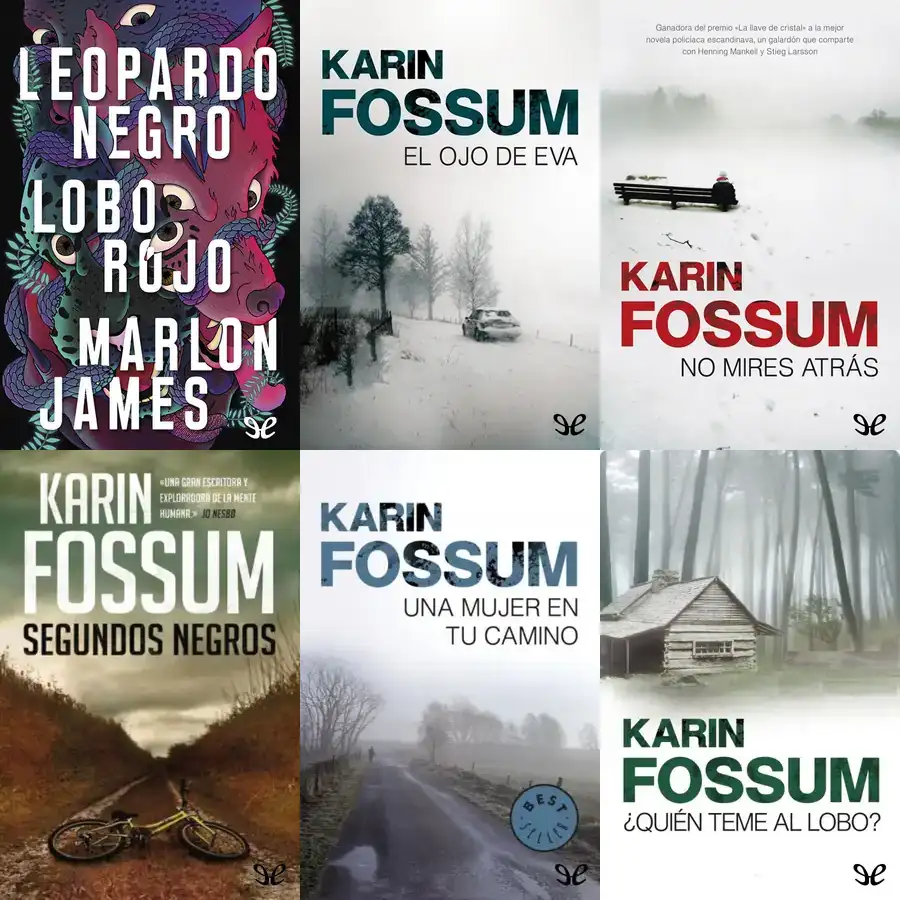 LEOPARDO
NEGRO
LOBO
ROJO
MARLON
JAMES
KARIN
FOSSUM
EL OJO DE EVA
Ganadora del premio «La llave de cristal» a la mejor
novela policíaca escandinava, un galardón que comparte
con Henning Mankell y Stieg Larsson
KARIN
FOSSUM
NO MIRES ATRÁS
KARIN
«UNA GRAN ESCRITORA Y
EXPLORADORA DE LA MENTE
HUMANA.» JO NESBO
FOSSUM
SEGUNDOS NEGROS
KARIN
FOSSUM
UNA MUJER EN
TU CAMINO
BEST
SELLER
KARIN
FOSSUM
¿QUIÉN TEME AL LOBO?